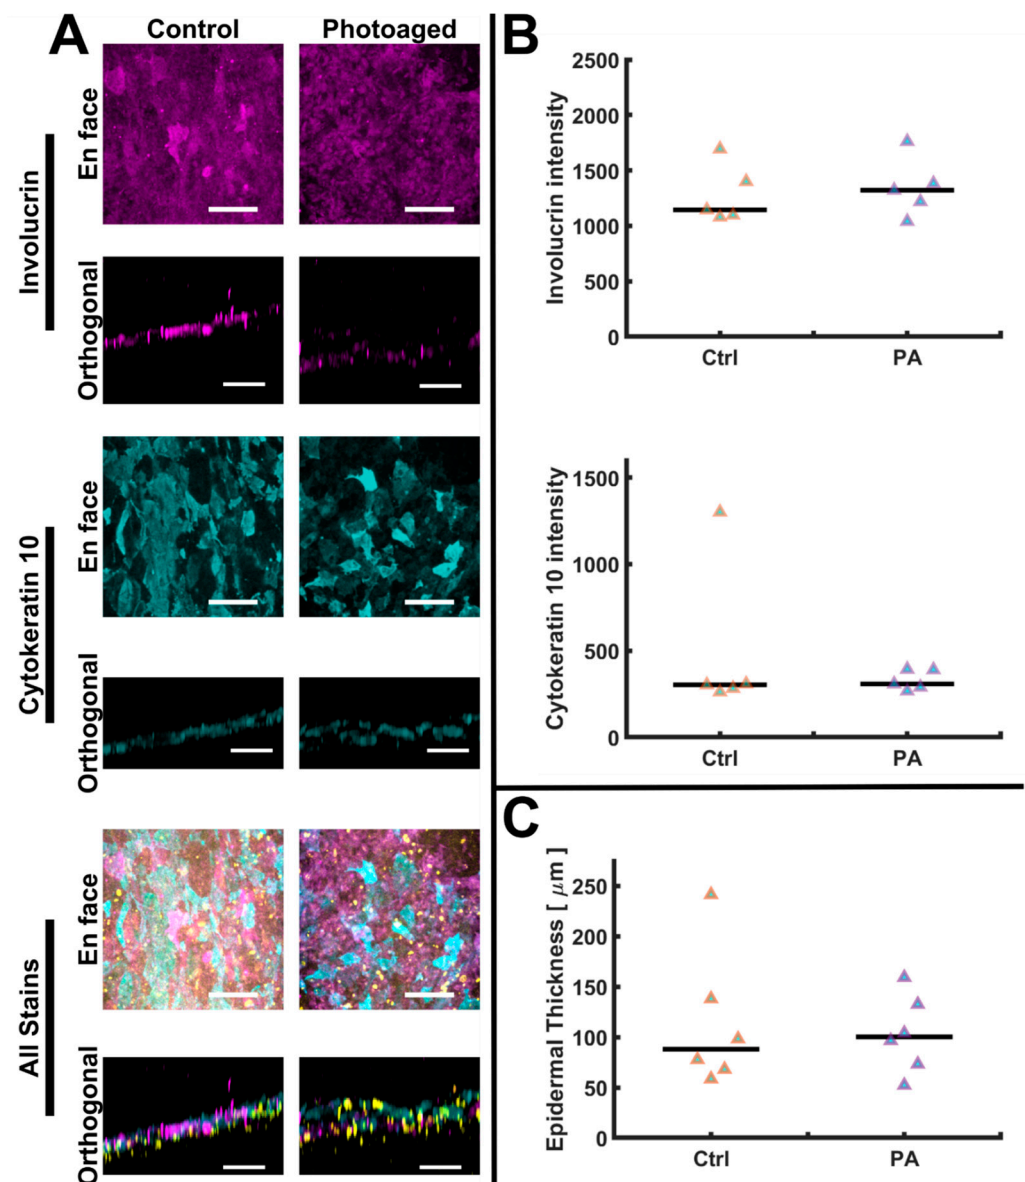 A
Control
Photoaged
Involucrin
En face
Orthogonal
Cytokeratin 10
En face
Orthogonal
All Stains
En face
Orthogonal
B
Involucrin intensity
2500
2000
1500
1000
500
0
Ctrl
PA
Cytokeratin 10 intensity
1500
1000
500
0
Ctrl
PA
C
Epidermal Thickness [ μm ]
250
200
150
100
50
0
Ctrl
PA